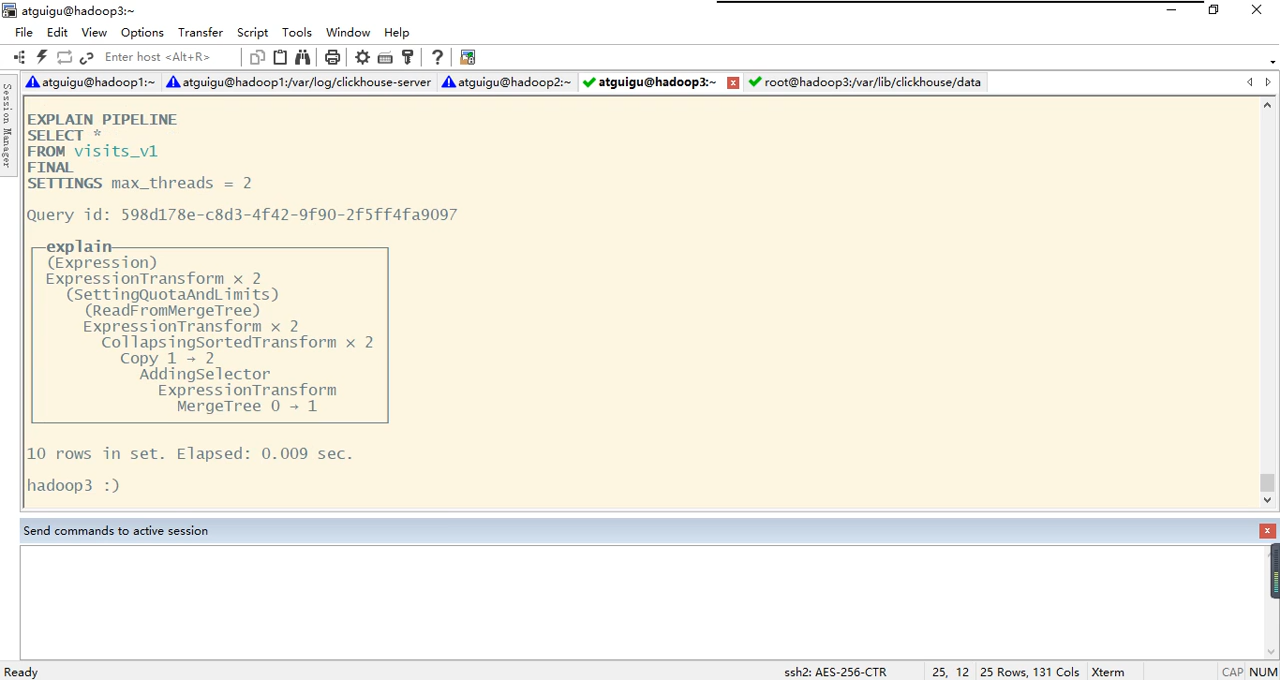 atguigu@hadoop3:~
File Edit View Options Transfer Script Tools Window Help
Enter host <Alt+R>
atguigu@hadoop1:~ atguigu@hadoop1:/var/log/clickhouse-server atguigu@hadoop2:~ atguigu@hadoop3:~ root@hadoop3:/var/lib/clickhouse/data
Session Manager
EXPLAIN PIPELINE
SELECT *
FROM visits_v1
FINAL
SETTINGS max_threads = 2
Query id: 598d178e-c8d3-4f42-9f90-2f5ff4fa9097
explain
(Expression)
ExpressionTransform × 2
(SettingQuotaAndLimits)
(ReadFromMergeTree)
ExpressionTransform × 2
CollapsingSortedTransform × 2
Copy 1 → 2
AddingSelector
ExpressionTransform
MergeTree 0 → 1
10 rows in set. Elapsed: 0.009 sec.
hadoop3 :)
Send commands to active session
Ready ssh2: AES-256-CTR 25, 12 25 Rows, 131 Cols Xterm CAP NUM